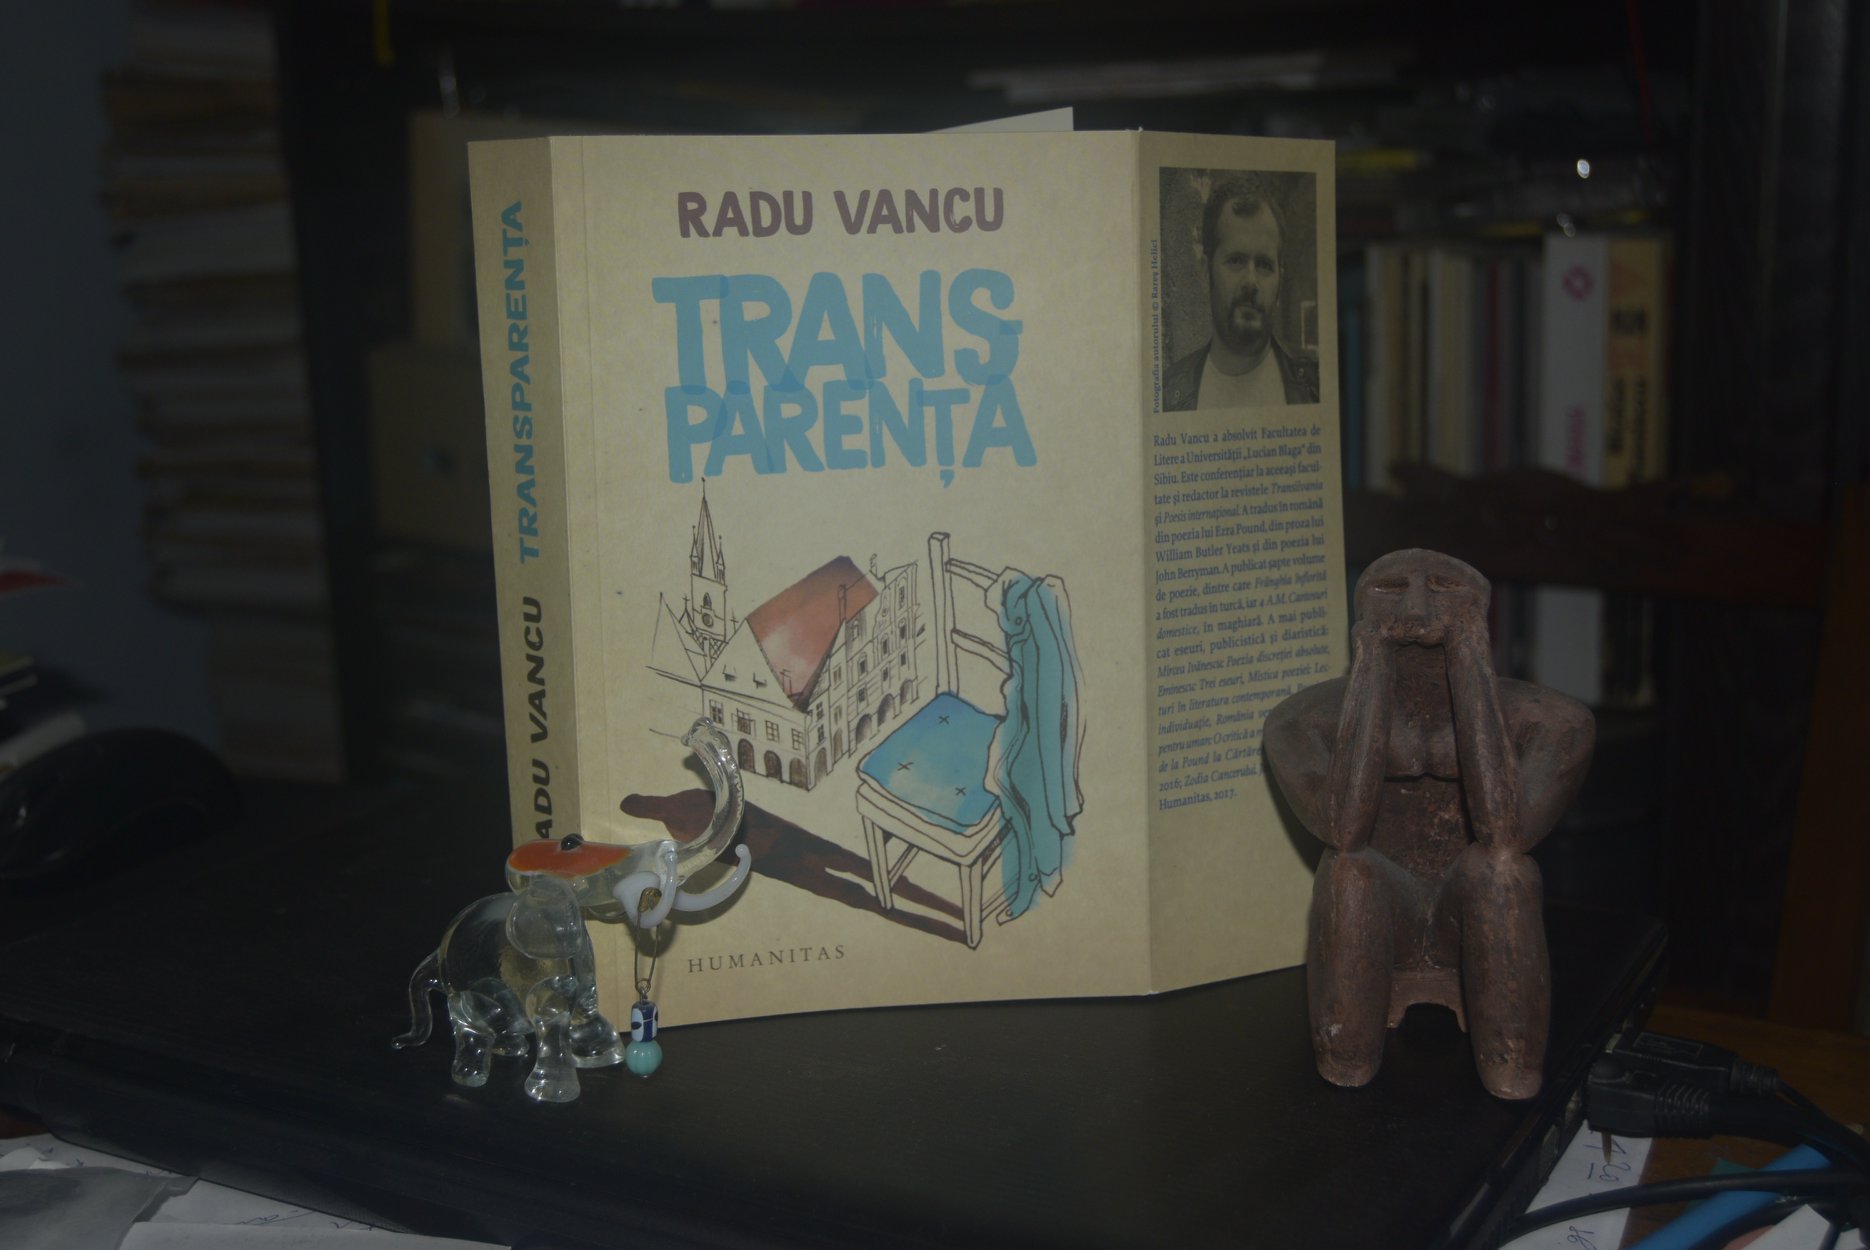 RADU VANCU TRANSPARENȚA
RADU VANCU
TRANS-
PARENȚA
HUMANITAS
Fotografia autorului © Rareș Helici
Radu Vancu a absolvit Facultatea de
Litere a Universității „Lucian Blaga” din
Sibiu. Este conferențiar la aceeași facul-
tate și redactor la revistele Transilvania
și Poesis internațional. A tradus în română
din poezia lui Ezra Pound, din proza lui
William Butler Yeats și din poezia lui
John Berryman. A publicat șapte volume
de poezie, dintre care Frânghia înflorită
a fost tradus în turcă, iar 4 A.M. Cantosuri
domestice, în maghiară. A mai publi-
cat eseuri, publicistică și diaristică:
Mircea Ivănescu: Poezia discreției absolute,
Eminescu: Trei eseuri, Mistica poeziei: Lec-
turi în literatura contemporană,
individuație, România
pentru uman: O critică a
de la Pound la
2016; Zodia Cancerului.
Humanitas, 2017.